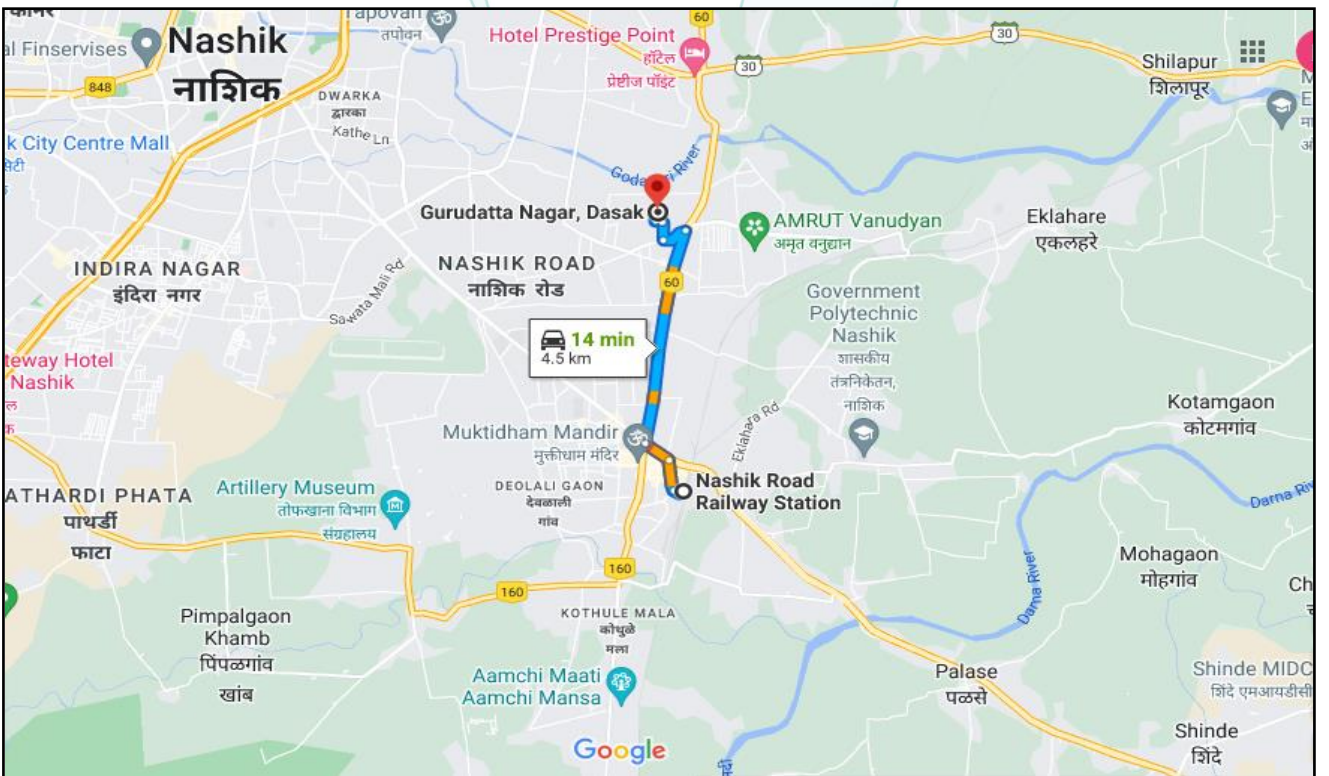 Tapovan
तपोवन
60
Hotel Prestige Point
हॉटेल
प्रेष्टीज पॉइंट
30
30
Shilapur
शिलापूर
al Finservises
Nashik
नाशिक
848
DWARKA
द्वारका
Kathe Ln
k City Centre Mall
सिटी
Godavari River
Gurudatta Nagar, Dasak
AMRUT Vanudyan
अमृत वनुद्यान
Eklahare
एकलहरे
INDIRA NAGAR
इंदिरा नगर
Sawata Mali Rd
NASHIK ROAD
नाशिक रोड
60
Government
Polytechnic
Nashik
शासकीय
तंत्रनिकेतन,
नाशिक
14 min
4.5 km
teway Hotel
Nashik
ल
क
Kotamgaon
कोटमगांव
Muktidham Mandir
मुक्तीधाम मंदिर
Eklahara Rd
Nashik Road
Railway Station
ATHARDI PHATA
पाथर्डी
फाटा
Artillery Museum
तोफखाना विभाग
संग्रहालय
DEOLALI GAON
देवळाली
गांव
Darna Riv
Mohagaon
मोहगांव
Darna River
160
160
Ch
Pimpalgaon
Khamb
पिंपळगांव
खांब
KOTHULE MALA
कोथुळे
मला
Aamchi Maati
Aamchi Mansa
Palase
पळसे
Shinde MIDC
शिंदे एमआयडीसी
Shinde
शिंदे
Google